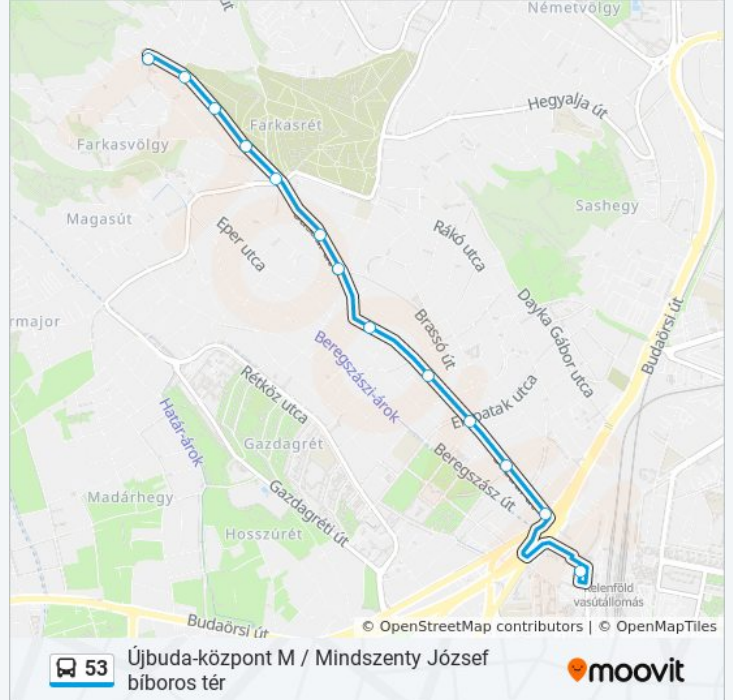 Németvölgy
út
Hegyalja út
Farkasrét
Farkasvölgy
Sashegy
Magasút
Eper utca
Rákó utca
Dayka Gábor utca
Budaörsi út
rmajor
Brassó út
Beregszászi-árok
Rétköz utca
Határ-árok
Gazdagrét
Beregszász út
Madárhegy
Gazdagréti út
Hosszúrét
Kelenföld
vasútállomás
Budaörsi út
© OpenStreetMap contributors | © OpenMapTiles
53
Újbuda-központ M / Mindszenty József
bíboros tér
moovit